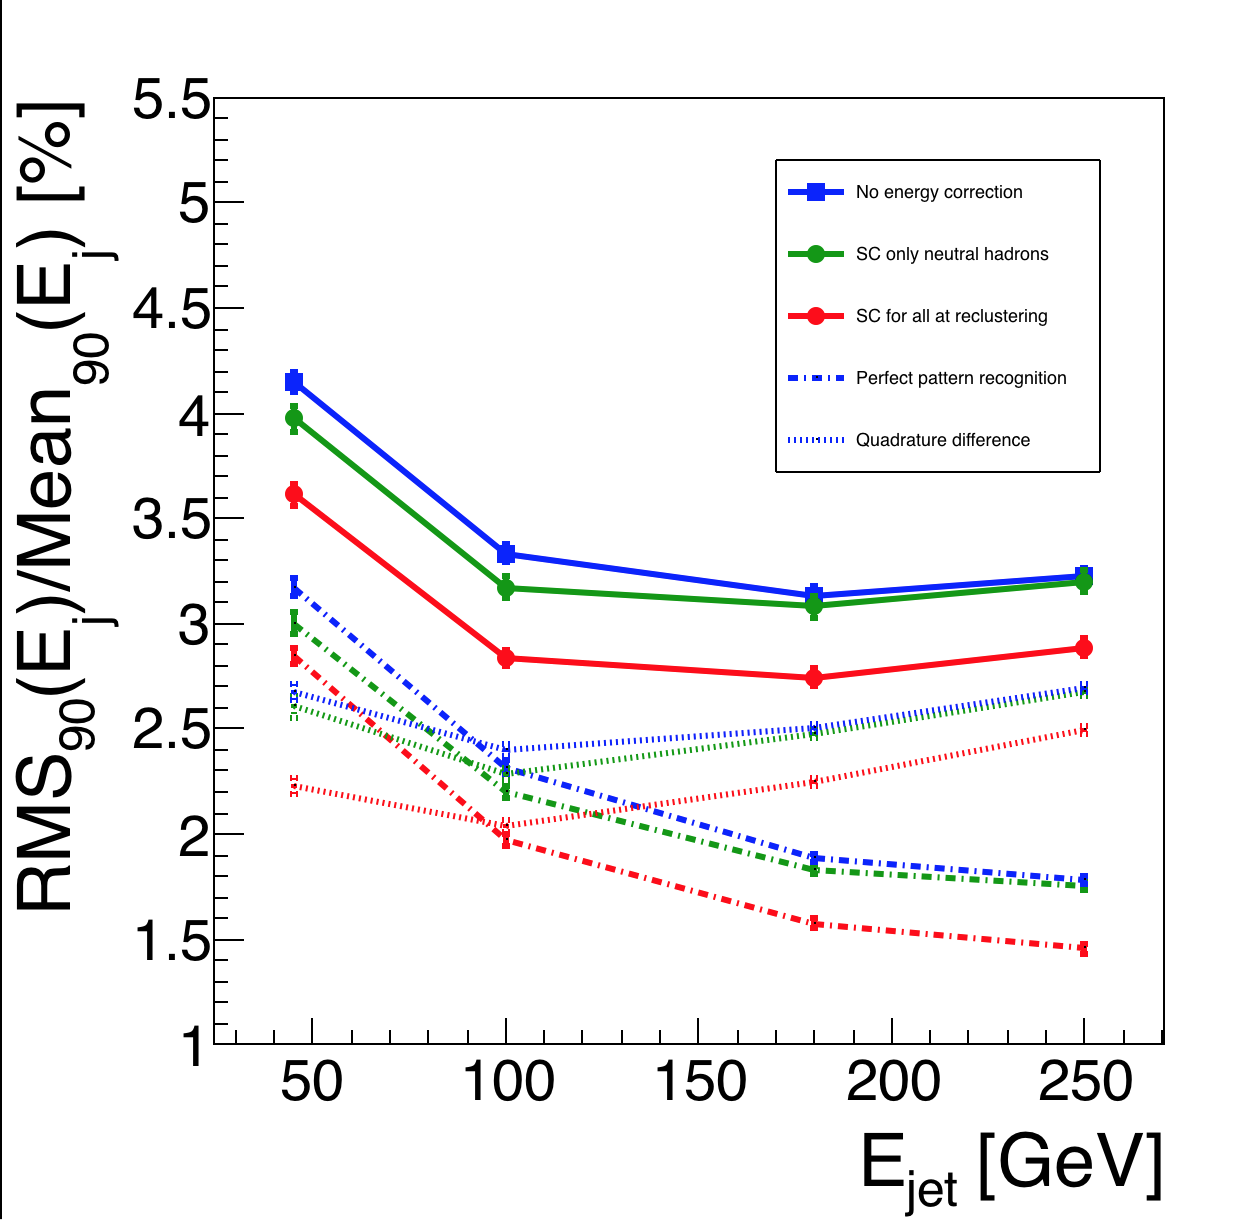 RMS90(Ej)/Mean90(Ej) [%]
5.5
5
4.5
4
3.5
3
2.5
2
1.5
1
No energy correction
SC only neutral hadrons
SC for all at reclustering
Perfect pattern recognition
Quadrature difference
50 100 150 200 250
Ejet [GeV]